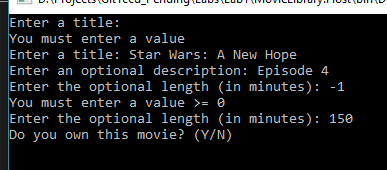 D:\Projects\GitFeed_Pending\Labs\Lab1\MovieLibrary.Host\bin\D
Enter a title:
You must enter a value
Enter a title: Star Wars: A New Hope
Enter an optional description: Episode 4
Enter the optional length (in minutes): -1
You must enter a value >= 0
Enter the optional length (in minutes): 150
Do you own this movie? (Y/N)